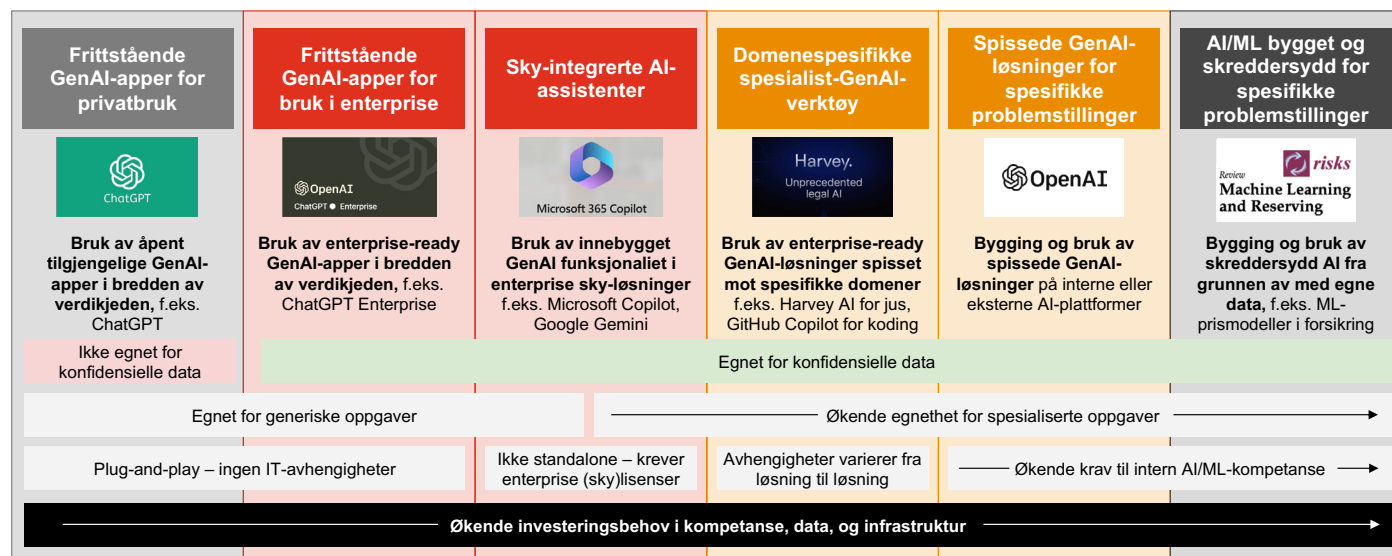 Frittstående
GenAI-apper for
privatbruk
Frittstående
GenAI-apper for
bruk i enterprise
Sky-integrerte AI-
assistenter
Domenespesifikke
spesialist-GenAI-
verktøy
Spissede GenAI-
løsninger for
spesifikke
problemstillinger
AI/ML bygget og
skreddersydd for
spesifikke
problemstillinger
ChatGPT
OpenAI
ChatGPT Enterprise
Microsoft 365 Copilot
Harvey.
Unprecedented
legal AI
OpenAI
risks
Review
Machine Learning
and Reserving
Bruk av åpent
tilgjengelige GenAI-
apper i bredden av
verdikjeden, f.eks.
ChatGPT
Bruk av enterprise-ready
GenAI-apper i bredden
av verdikjeden, f.eks.
ChatGPT Enterprise
Bruk av innebygget
GenAI funksjonaliet i
enterprise sky-løsninger
f.eks. Microsoft Copilot,
Google Gemini
Bruk av enterprise-ready
GenAI-løsninger spisset
mot spesifikke domener
f.eks. Harvey AI for jus,
GitHub Copilot for koding
Bygging og bruk av
spissede GenAI-
løsninger på interne eller
eksterne AI-plattformer
Bygging og bruk av
skreddersydd AI fra
grunnen av med egne
data, f.eks. ML-
prismodeller i forsikring
Ikke egnet for
konfidensielle data
Egnet for konfidensielle data
Egnet for generiske oppgaver
Økende egnethet for spesialiserte oppgaver
Plug-and-play – ingen IT-avhengigheter
Ikke standalone – krever
enterprise (sky)lisenser
Avhengigheter varierer fra
løsning til løsning
Økende krav til intern AI/ML-kompetanse
Økende investeringsbehov i kompetanse, data, og infrastruktur